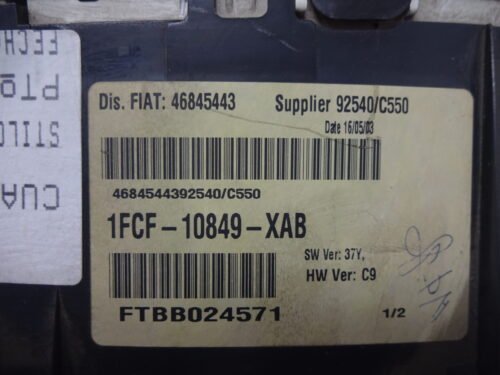 Dis. FIAT: 46845443 Supplier 92540/C550
Date 16/05/03
4684544392540/C550
1FCF-10849-XAB
SW Ver: 37Y,
HW Ver: C9
FTBB024571
1/2
FECHO
PTO
STILO
CUA